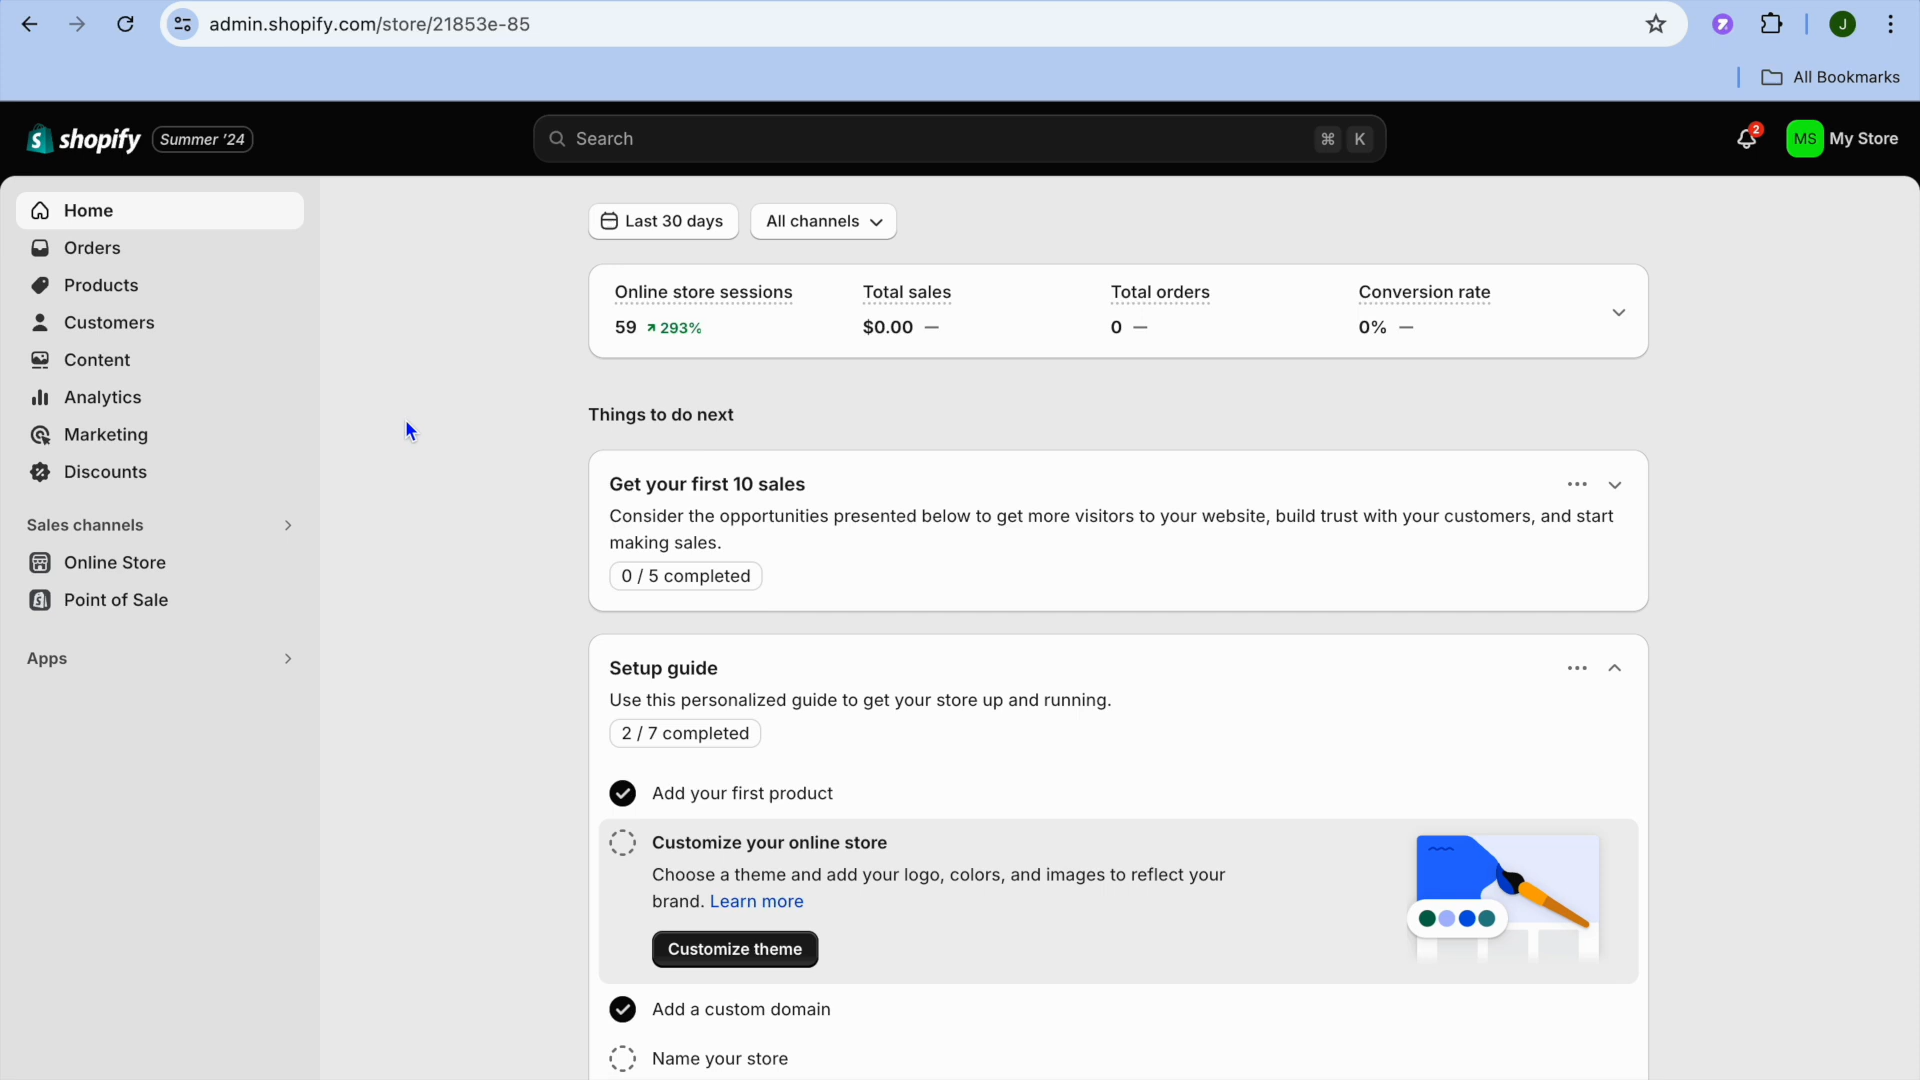 admin.shopify.com/store/21853e-85
J
All Bookmarks
shopify
Summer '24
Search
⌘ K
2
MS
My Store
Home
Orders
Products
Customers
Content
Analytics
Marketing
Discounts
Sales channels
Online Store
Point of Sale
Apps
Last 30 days
All channels
Online store sessions
59 293%
Total sales
$0.00 —
Total orders
0 —
Conversion rate
0% —
Things to do next
Get your first 10 sales
Consider the opportunities presented below to get more visitors to your website, build trust with your customers, and start
making sales.
0 / 5 completed
Setup guide
Use this personalized guide to get your store up and running.
2 / 7 completed
Add your first product
Customize your online store
Choose a theme and add your logo, colors, and images to reflect your
brand. Learn more
Customize theme
Add a custom domain
Name your store